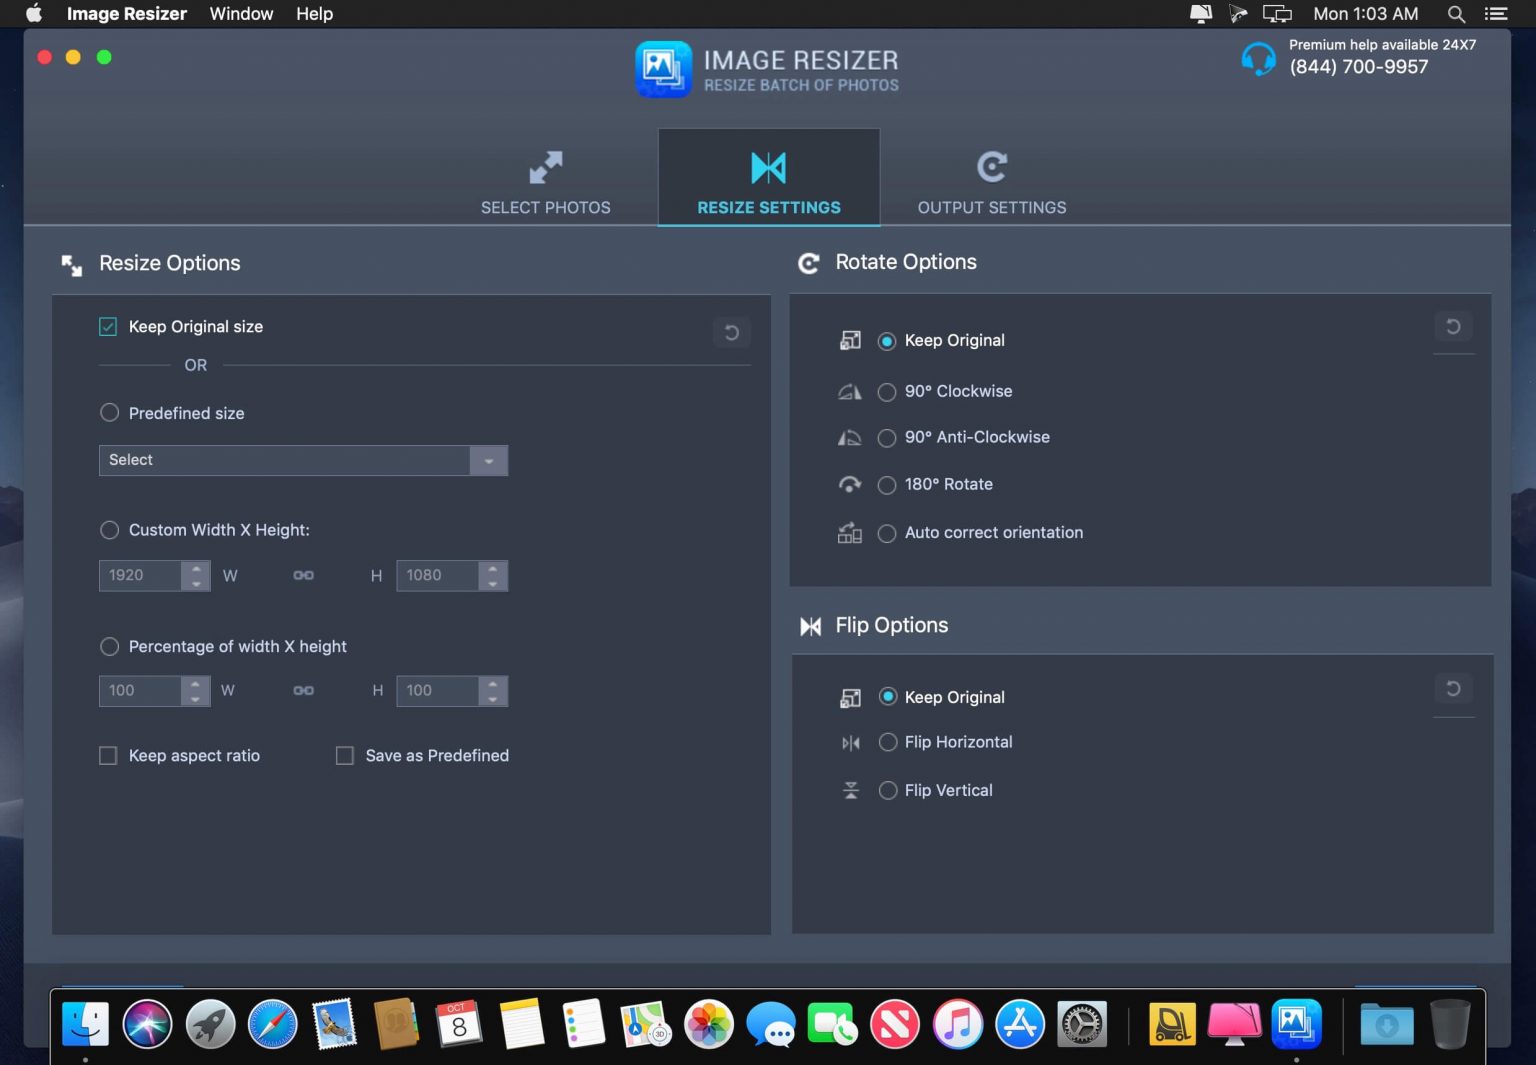 Image Resizer Window Help Mon 1:03 AM
IMAGE RESIZER
RESIZE BATCH OF PHOTOS
Premium help available 24X7
(844) 700-9957
SELECT PHOTOS
RESIZE SETTINGS
OUTPUT SETTINGS
Resize Options
Keep Original size
OR
Predefined size
Select
Custom Width X Height:
1920 W H 1080
Percentage of width X height
100 W H 100
Keep aspect ratio Save as Predefined
Rotate Options
Keep Original
90° Clockwise
90° Anti-Clockwise
180° Rotate
Auto correct orientation
Flip Options
Keep Original
Flip Horizontal
Flip Vertical
OCT
8
3D